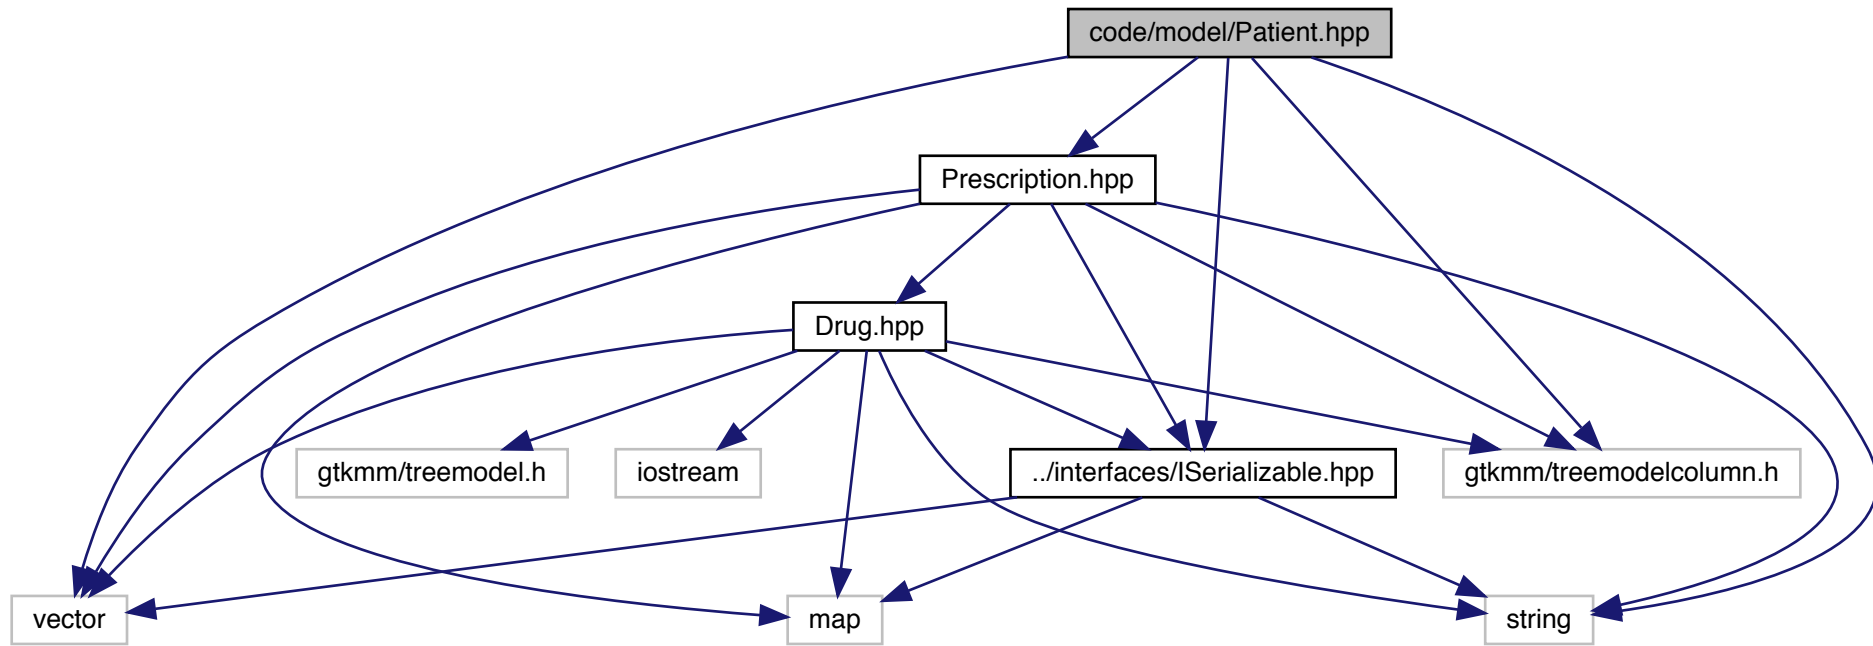 code/model/Patient.hpp
Prescription.hpp
Drug.hpp
gtkmm/treemodel.h
iostream
../interfaces/ISerializable.hpp
gtkmm/treemodelcolumn.h
vector
map
string